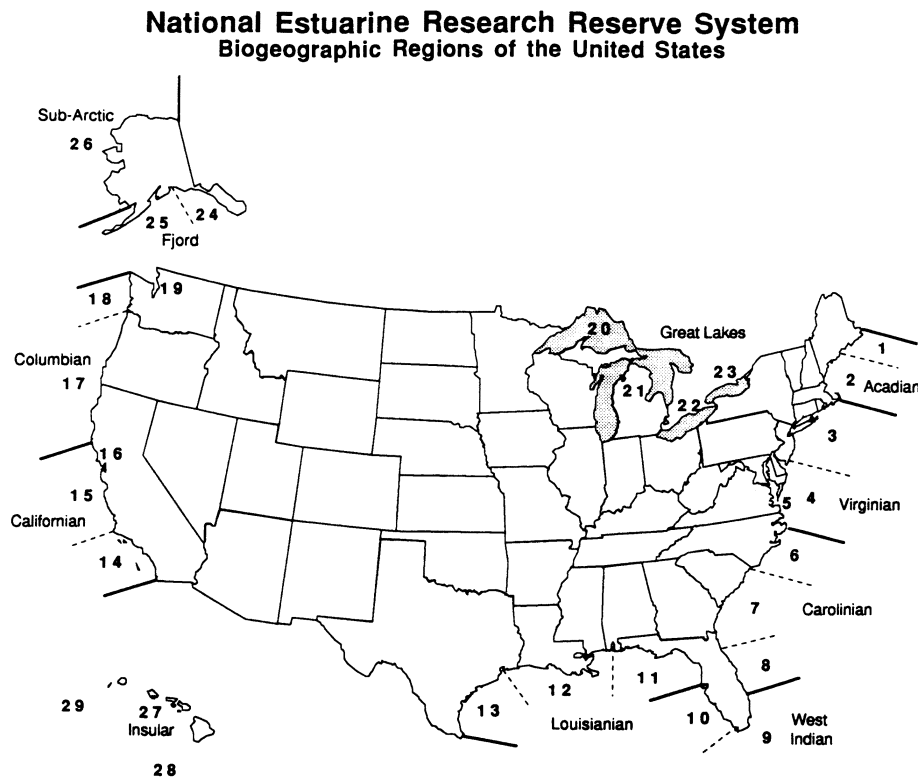 National Estuarine Research Reserve System
Biogeographic Regions of the United States
Sub-Arctic
26
25
24
Fjord
18
19
20
Great Lakes
1
Columbian
17
23
2
Acadian
21
22
3
16
15
Californian
5
4
Virginian
14
6
7
Carolinian
8
29
27
Insular
28
13
12
Louisianian
11
10
9
West
Indian